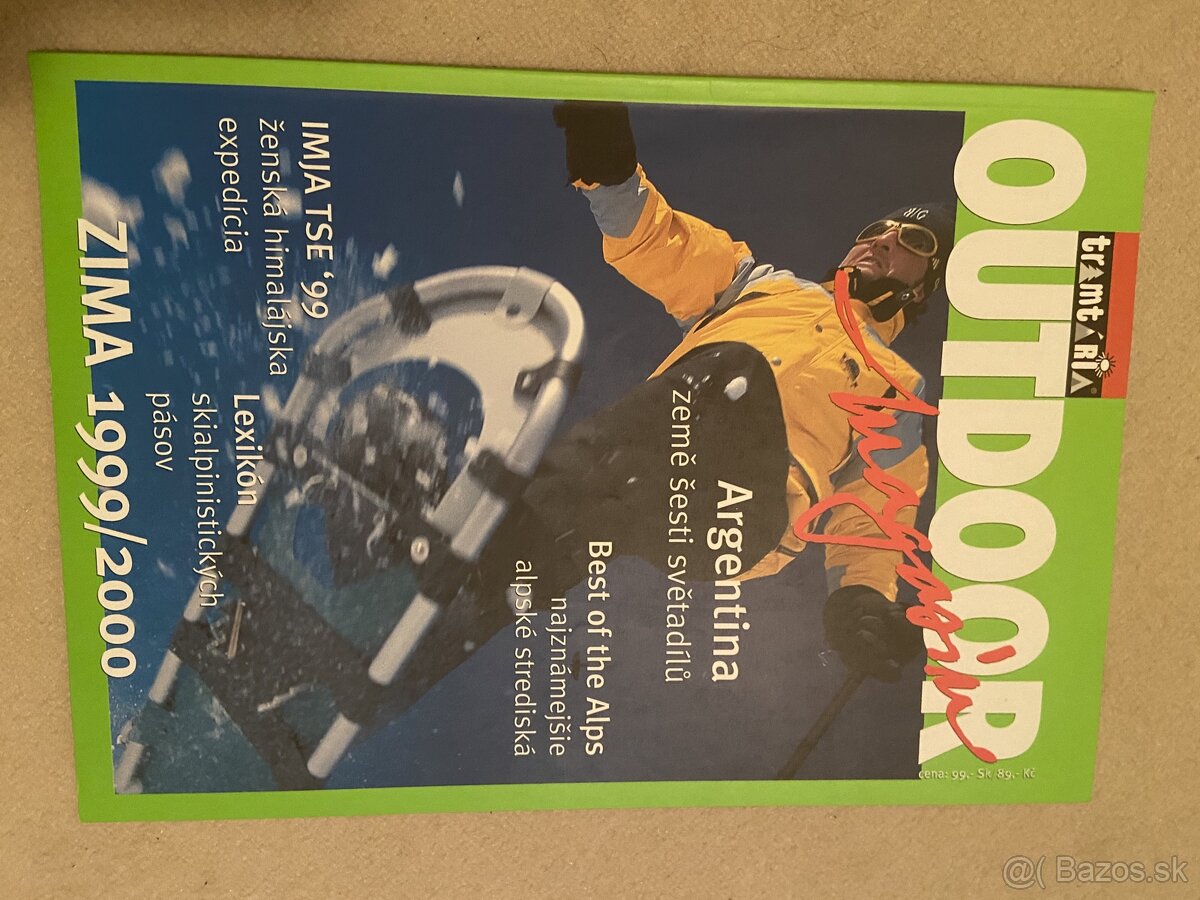 tramtária
OUTDOOR
magazín
cena: 99.- Sk 89.- Kč
Argentina
země šesti světadílů
Best of the Alps
najznámejšie
alpské strediská
IMJA TSE '99
ženská himalájska
expedícia
Lexikón
skialpinistických
pásov
ZIMA 1999/2000
BIG
@( Bazos.sk